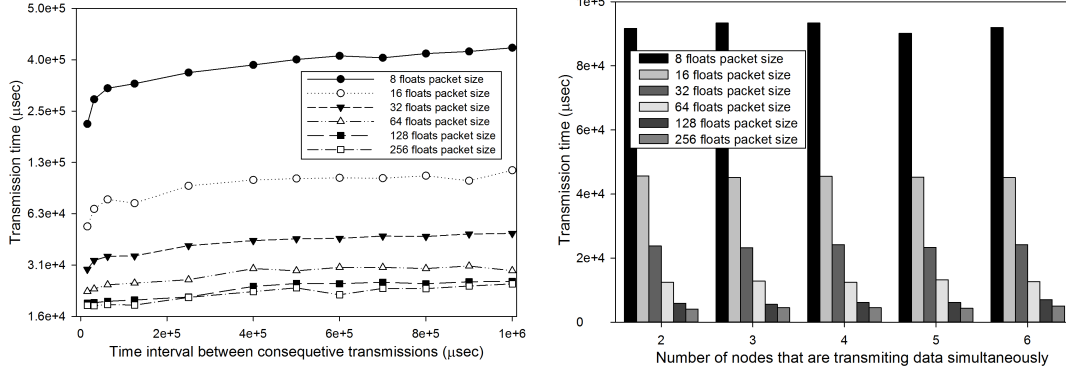 5.0e+5
4.0e+5
2.5e+5
1.3e+5
6.3e+4
3.1e+4
1.6e+4
Transmission time (μsec)
8 floats packet size
16 floats packet size
32 floats packet size
64 floats packet size
128 floats packet size
256 floats packet size
0 2e+5 4e+5 6e+5 8e+5 1e+6
Time interval between consequetive transmissions (μsec)
1e+5
8e+4
6e+4
4e+4
2e+4
0
Transmission time (μsec)
8 floats packet size
16 floats packet size
32 floats packet size
64 floats packet size
128 floats packet size
256 floats packet size
2 3 4 5 6
Number of nodes that are transmiting data simultaneously